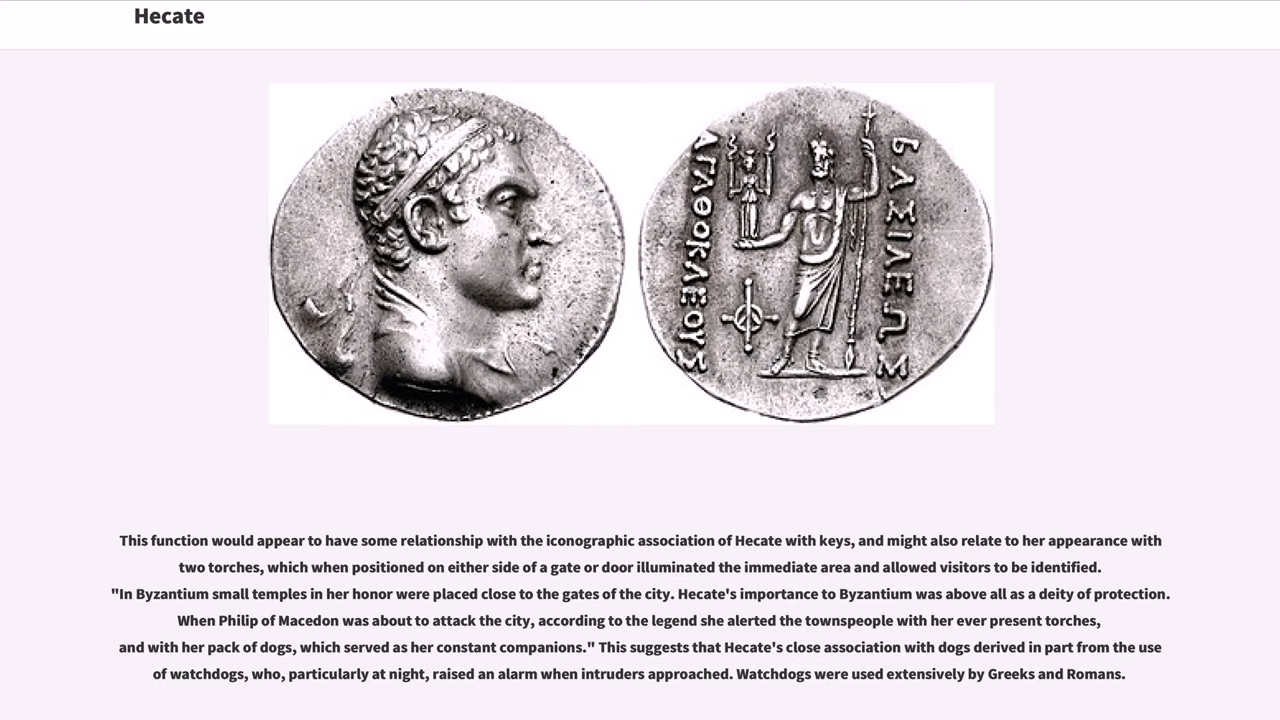 Hecate
ΑΓΑΘΟΚΛΕΟΥΣ
ΒΑΣΙΛΕΩΣ
This function would appear to have some relationship with the iconographic association of Hecate with keys, and might also relate to her appearance with
two torches, which when positioned on either side of a gate or door illuminated the immediate area and allowed visitors to be identified.
"In Byzantium small temples in her honor were placed close to the gates of the city. Hecate's importance to Byzantium was above all as a deity of protection.
When Philip of Macedon was about to attack the city, according to the legend she alerted the townspeople with her ever present torches,
and with her pack of dogs, which served as her constant companions." This suggests that Hecate's close association with dogs derived in part from the use
of watchdogs, who, particularly at night, raised an alarm when intruders approached. Watchdogs were used extensively by Greeks and Romans.